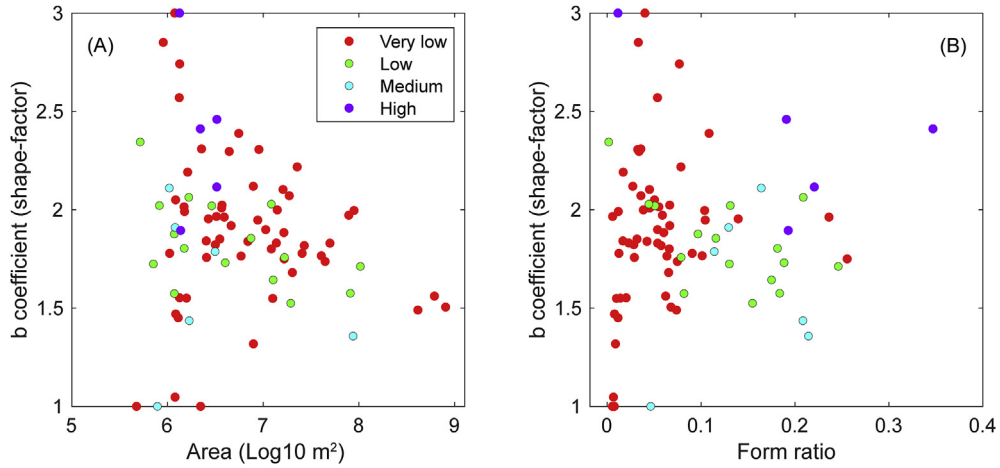 (A)
Very low
Low
Medium
High
b coefficient (shape-factor)
3
2.5
2
1.5
1
5 6 7 8 9
Area (Log10 m²)
(B)
b coefficient (shape-factor)
3
2.5
2
1.5
1
0 0.1 0.2 0.3 0.4
Form ratio